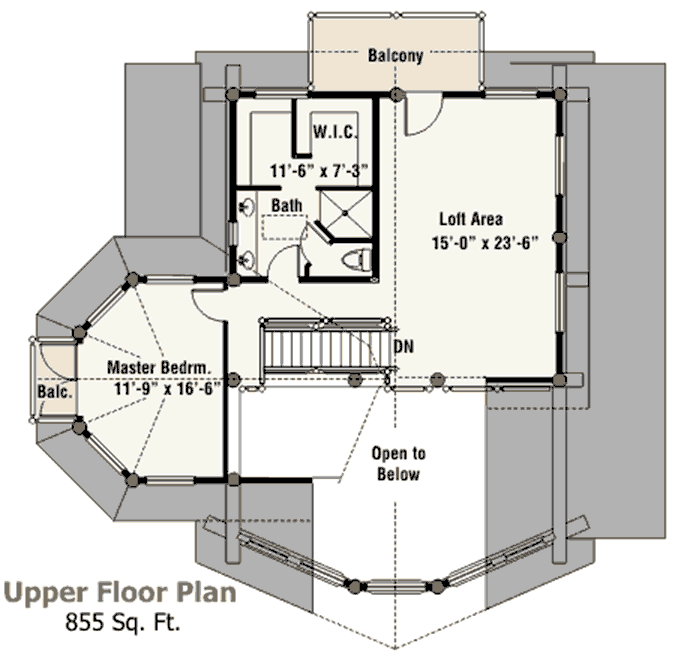 Balcony
W.I.C.
11'-6" x 7'-3"
Bath
Loft Area
15'-0" x 23'-6"
DN
Master Bedrm.
11'-9" x 16'-6"
Balc.
Open to
Below
Upper Floor Plan
855 Sq. Ft.